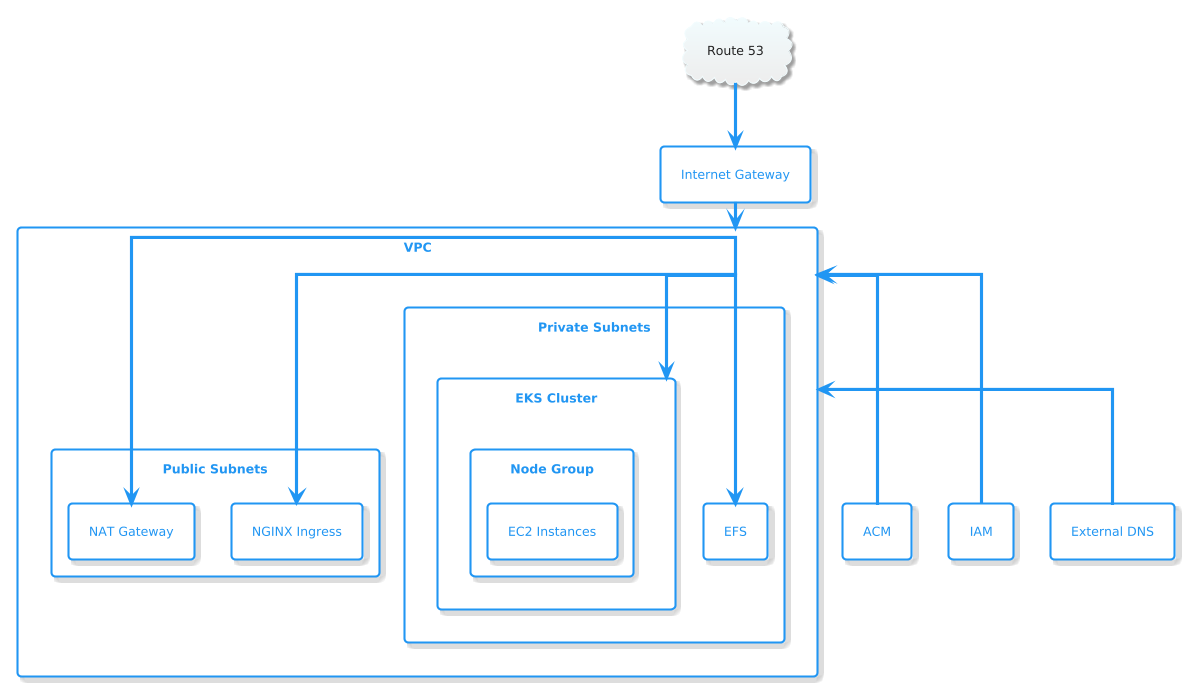 Route 53
Internet Gateway
VPC
Private Subnets
EKS Cluster
Public Subnets
Node Group
NAT Gateway
NGINX Ingress
EC2 Instances
EFS
ACM
IAM
External DNS